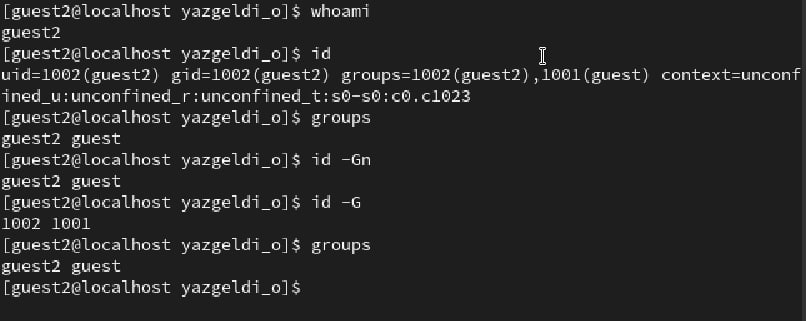 [guest2@localhost yazgeldi_o]$ whoami
guest2
[guest2@localhost yazgeldi_o]$ id
uid=1002(guest2) gid=1002(guest2) groups=1002(guest2),1001(guest) context=unconf
ined_u:unconfined_r:unconfined_t:s0-s0:c0.c1023
[guest2@localhost yazgeldi_o]$ groups
guest2 guest
[guest2@localhost yazgeldi_o]$ id -Gn
guest2 guest
[guest2@localhost yazgeldi_o]$ id -G
1002 1001
[guest2@localhost yazgeldi_o]$ groups
guest2 guest
[guest2@localhost yazgeldi_o]$